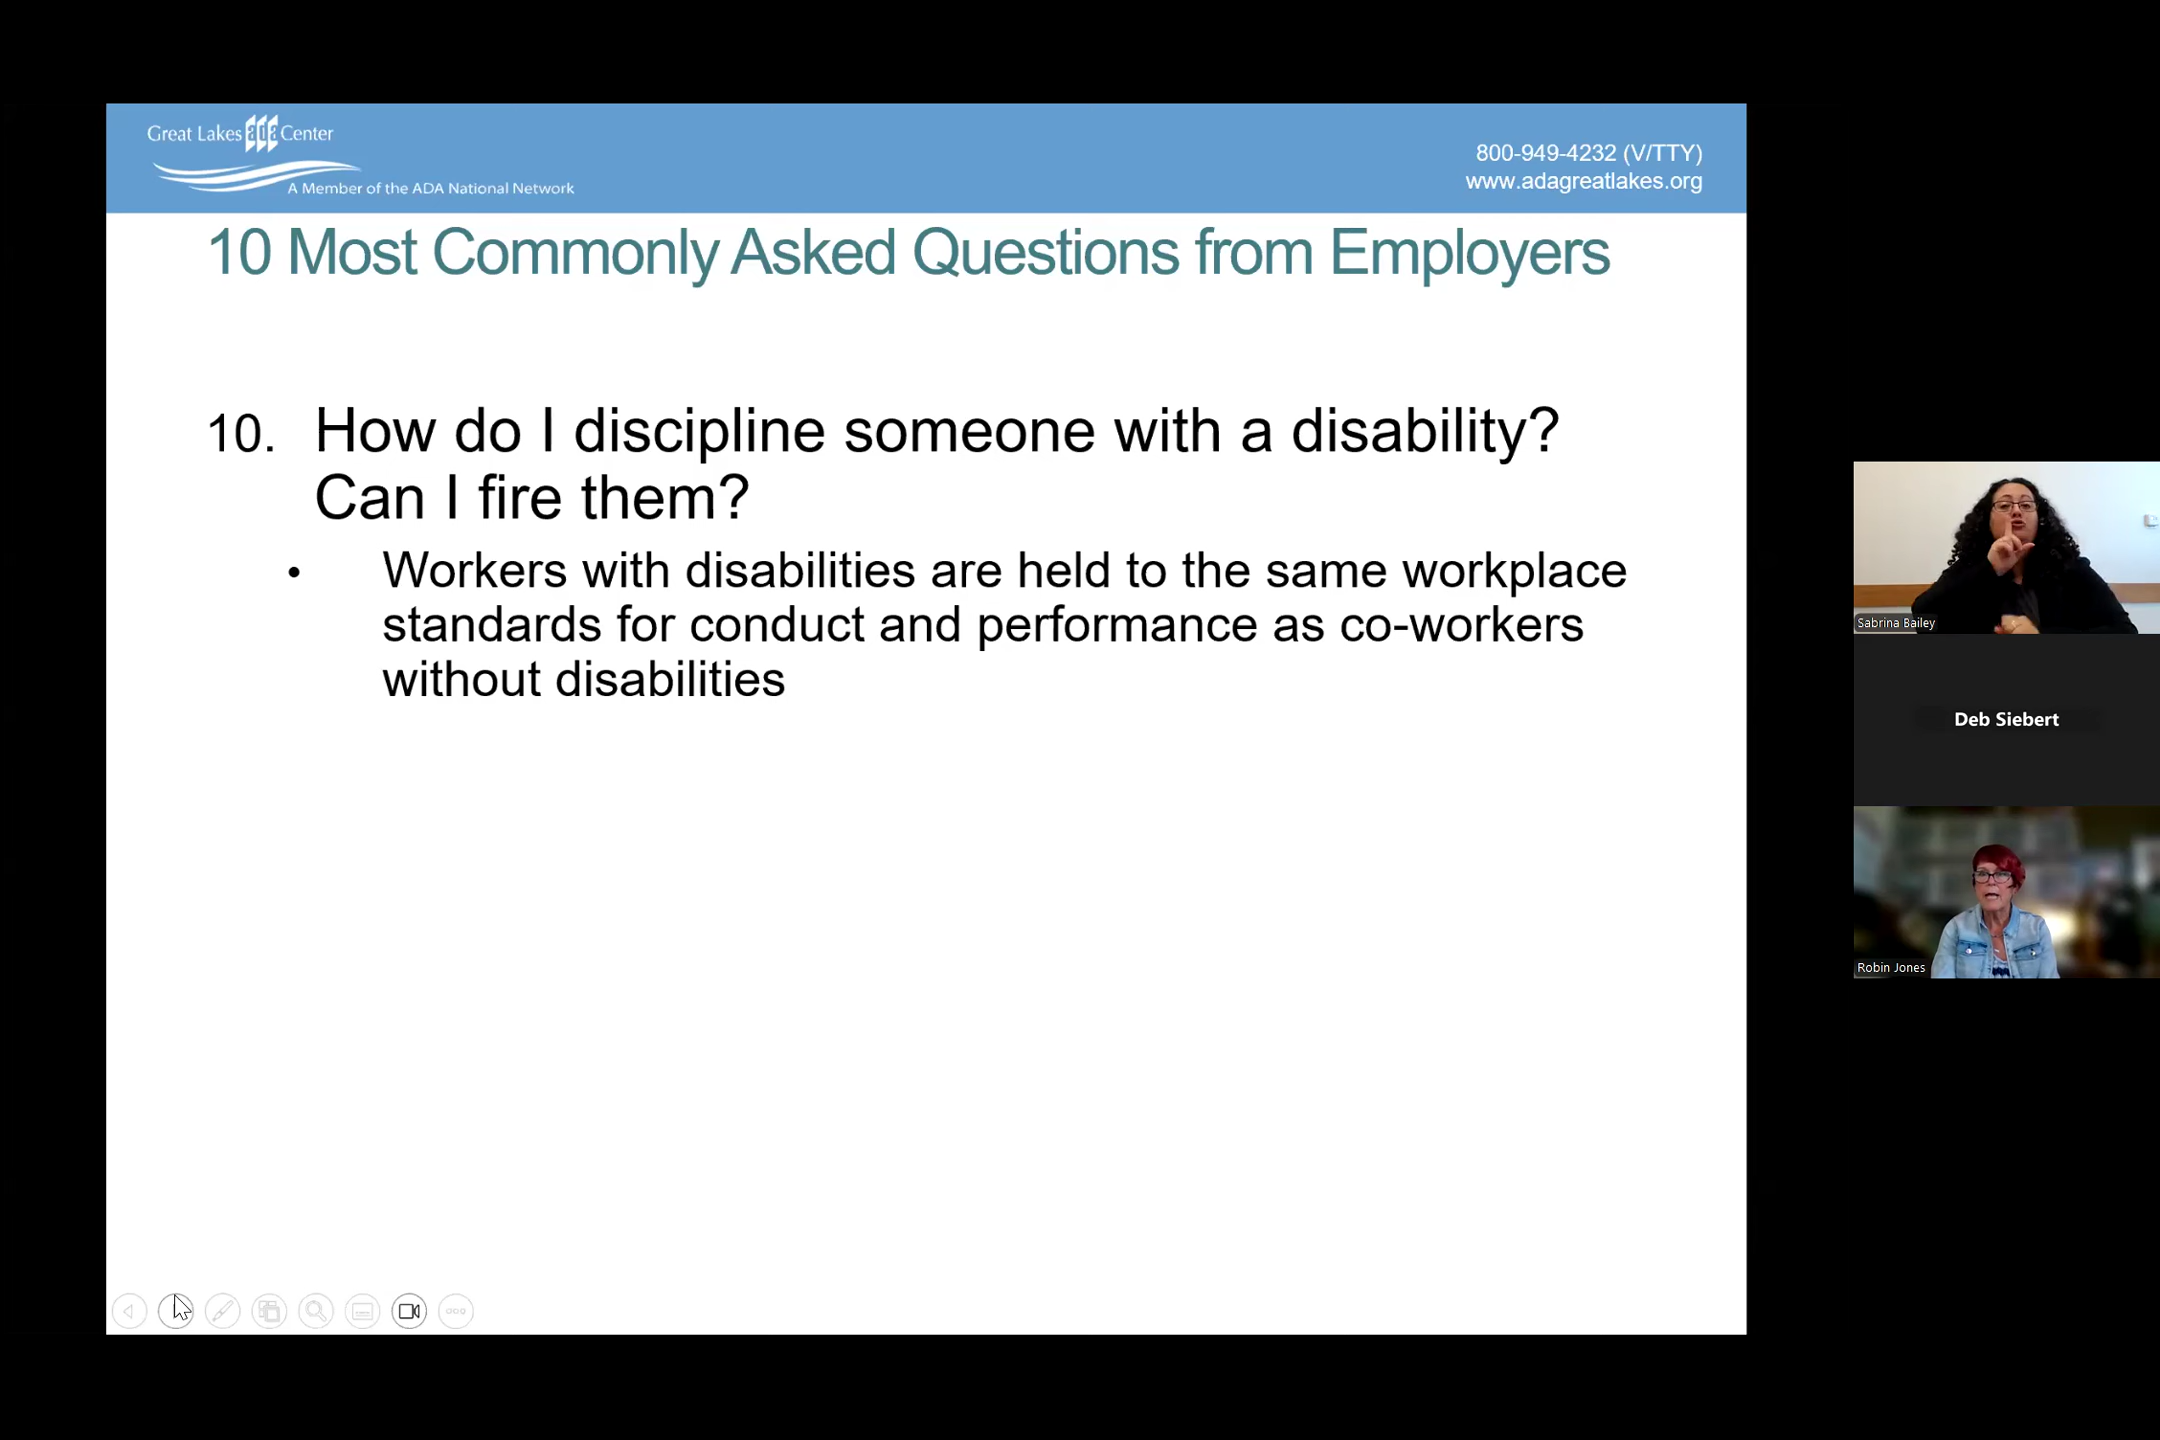 Great Lakes ada Center
A Member of the ADA National Network
800-949-4232 (V/TTY)
www.adagreatlakes.org
10 Most Commonly Asked Questions from Employers
10. How do I discipline someone with a disability?
Can I fire them?
• Workers with disabilities are held to the same workplace
standards for conduct and performance as co-workers
without disabilities
Sabrina Bailey
Deb Siebert
Robin Jones